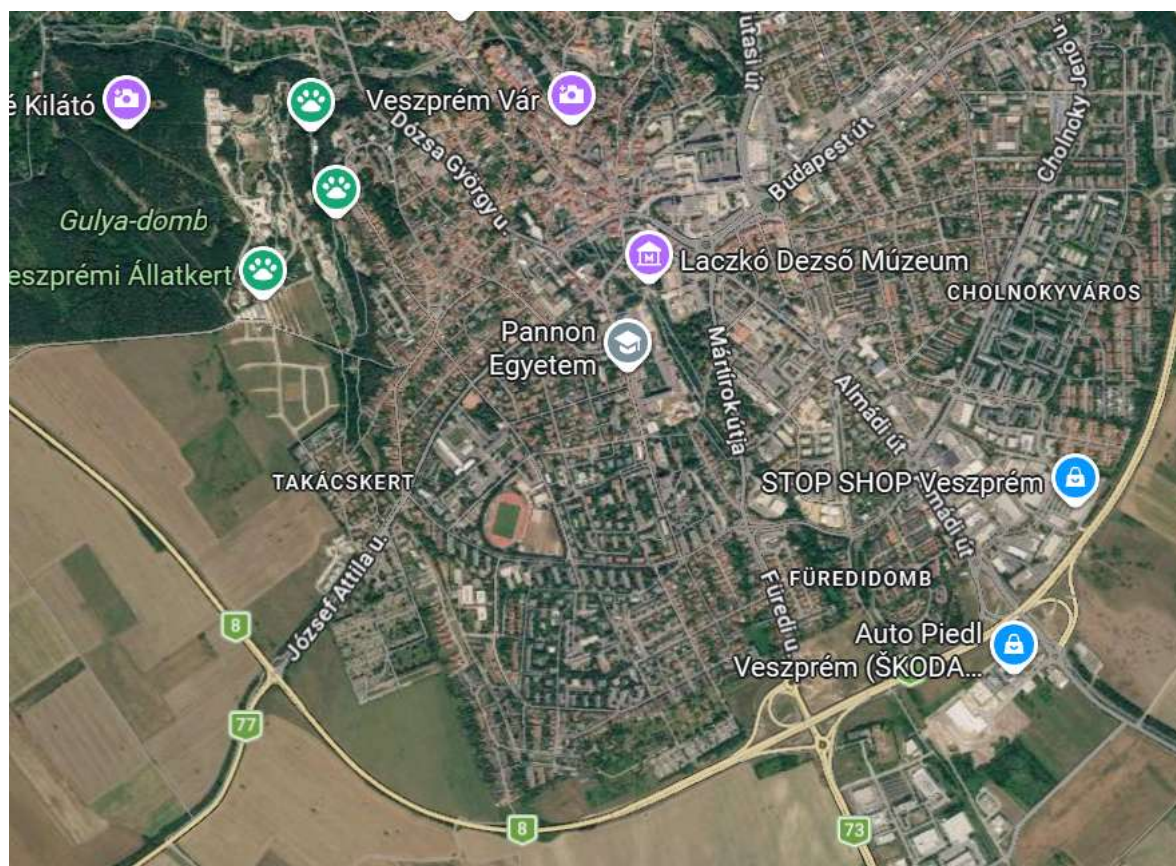 Kilátó
Veszprém Vár
Gulya-domb
eszprémi Állatkert
Dózsa György u.
utasi út
Budapest út
Cholnoky Jenő u.
Laczkó Dezső Múzeum
CHOLNOKYVÁROS
Pannon
Egyetem
Mártírok útja
Almádi út
TAKÁCSKERT
STOP SHOP Veszprém
Almádi út
József Attila u.
Füredi u.
FÜREDIDOMB
Auto Piedl
Veszprém (ŠKODA...
8
77
8
73
M